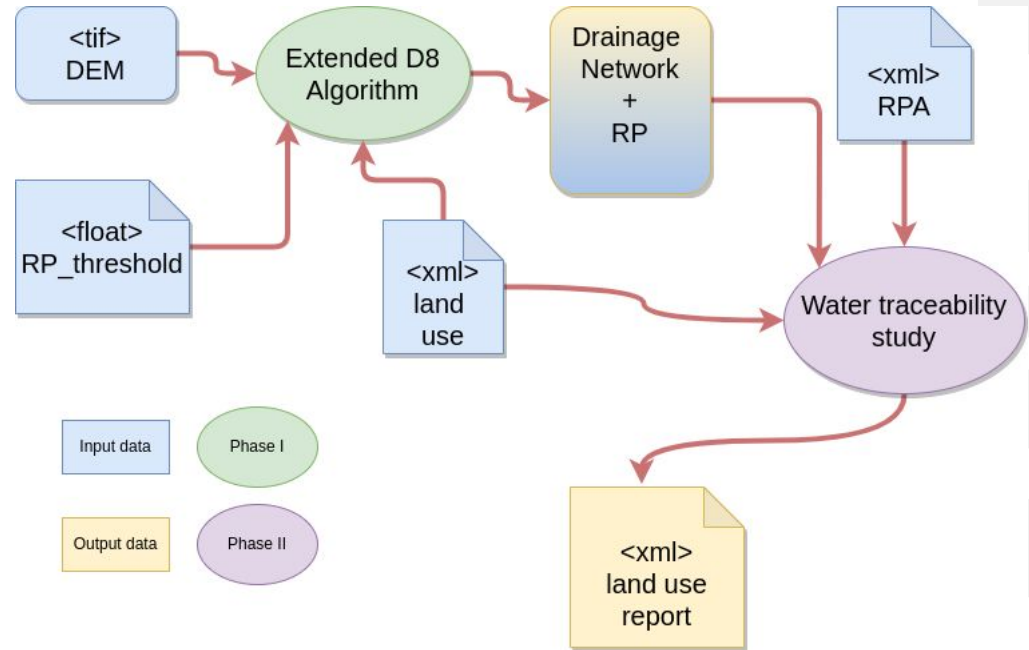 <tif>
DEM
Extended D8
Algorithm
Drainage
Network
+
RP
<xml>
RPA
<float>
RP_threshold
<xml>
land
use
Water traceability
study
Input data
Phase I
Output data
Phase II
<xml>
land use
report